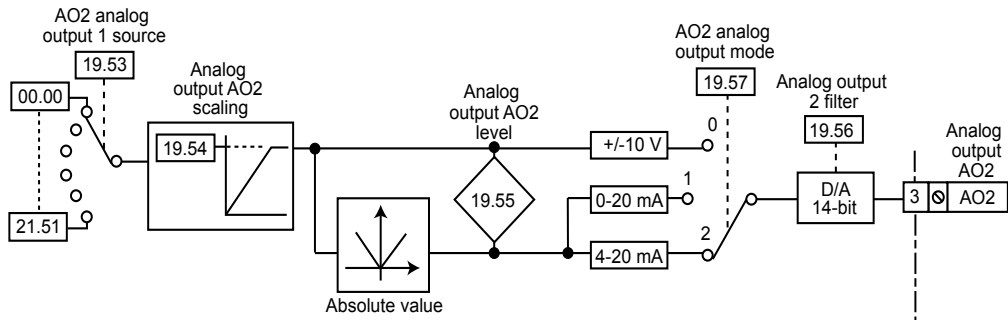 AO2 analog
output 1 source
19.53
00.00
21.51
Analog
output AO2
scaling
19.54
Absolute value
Analog
output AO2
level
19.55
+/-10 V
0-20 mA
4-20 mA
0
1
2
AO2 analog
output mode
19.57
Analog output
2 filter
19.56
D/A
14-bit
Analog
output
AO2
3
AO2